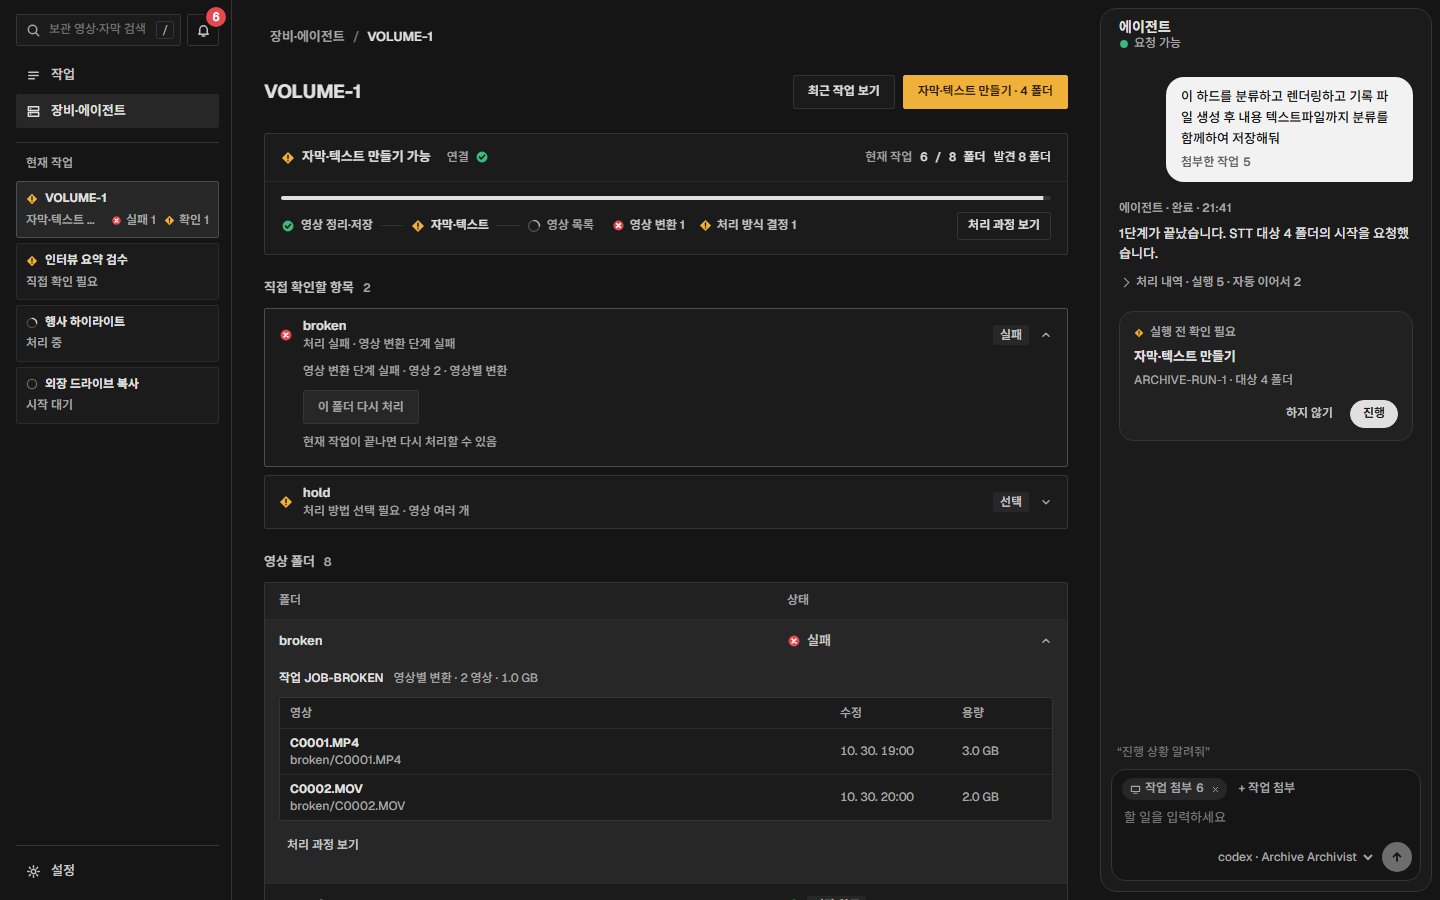 보관 영상·자막 검색 /
6
작업
장비·에이전트
현재 작업
VOLUME-1
자막·텍스트 ... 실패 1 확인 1
인터뷰 요약 검수
직접 확인 필요
행사 하이라이트
처리 중
외장 드라이브 복사
시작 대기
설정
장비·에이전트 / VOLUME-1
VOLUME-1
최근 작업 보기
자막·텍스트 만들기 · 4 폴더
자막·텍스트 만들기 가능 연결
현재 작업 6 / 8 폴더 발견 8 폴더
영상 정리·저장
자막·텍스트
영상 목록
영상 변환 1
처리 방식 결정 1
처리 과정 보기
직접 확인할 항목 2
broken
처리 실패 · 영상 변환 단계 실패
실패
영상 변환 단계 실패 · 영상 2 · 영상별 변환
이 폴더 다시 처리
현재 작업이 끝나면 다시 처리할 수 있음
hold
처리 방법 선택 필요 · 영상 여러 개
선택
영상 폴더 8
폴더 상태
broken 실패
작업 JOB-BROKEN 영상별 변환 · 2 영상 · 1.0 GB
영상 수정 용량
C0001.MP4
broken/C0001.MP4
10. 30. 19:00 3.0 GB
C0002.MOV
broken/C0002.MOV
10. 30. 20:00 2.0 GB
처리 과정 보기
에이전트
요청 가능
이 하드를 분류하고 렌더링하고 기록 파
일 생성 후 내용 텍스트파일까지 분류를
함께하여 저장해둬
첨부한 작업 5
에이전트 · 완료 · 21:41
1단계가 끝났습니다. STT 대상 4 폴더의 시작을 요청했
습니다.
처리 내역 · 실행 5 · 자동 이어서 2
실행 전 확인 필요
자막·텍스트 만들기
ARCHIVE-RUN-1 · 대상 4 폴더
하지 않기 진행
“진행 상황 알려줘”
작업 첨부 6 × + 작업 첨부
할 일을 입력하세요
codex · Archive Archivist